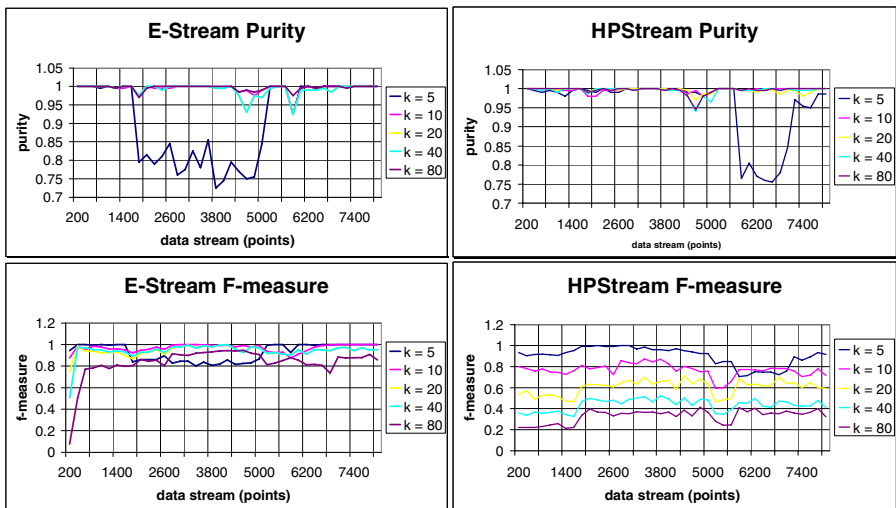 E-Stream Purity
1.05
1
0.95
0.9
0.85
0.8
0.75
0.7
purity
200 1400 2600 3800 5000 6200 7400
data stream (points)
k = 5
k = 10
k = 20
k = 40
k = 80
HPStream Purity
1.05
1
0.95
0.9
0.85
0.8
0.75
0.7
purity
200 1400 2600 3800 5000 6200 7400
data stream (points)
k = 5
k = 10
k = 20
k = 40
k = 80
E-Stream F-measure
1.2
1
0.8
0.6
0.4
0.2
0
f-measure
200 1400 2600 3800 5000 6200 7400
data stream (points)
k = 5
k = 10
k = 20
k = 40
k = 80
HPStream F-measure
1.2
1
0.8
0.6
0.4
0.2
0
f-measure
200 1400 2600 3800 5000 6200 7400
data stream (points)
k = 5
k = 10
k = 20
k = 40
k = 80